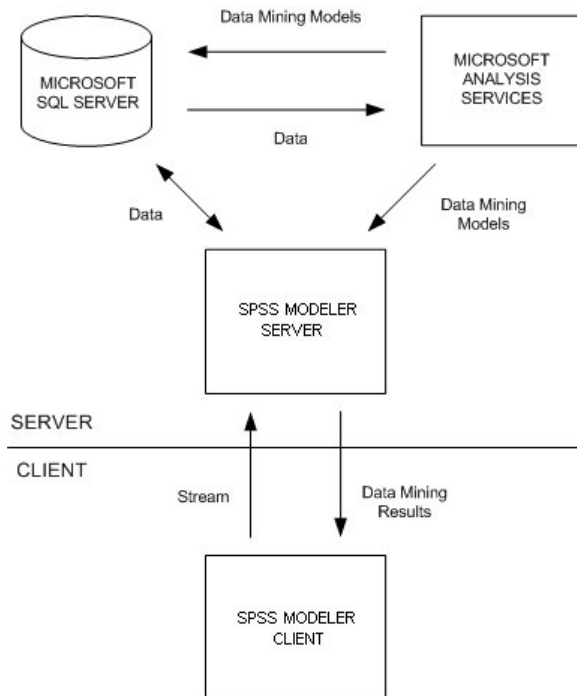 Data Mining Models
MICROSOFT
SQL SERVER
MICROSOFT
ANALYSIS
SERVICES
Data
Data
Data Mining
Models
SPSS MODELER
SERVER
SERVER
CLIENT
Stream
Data Mining
Results
SPSS MODELER
CLIENT